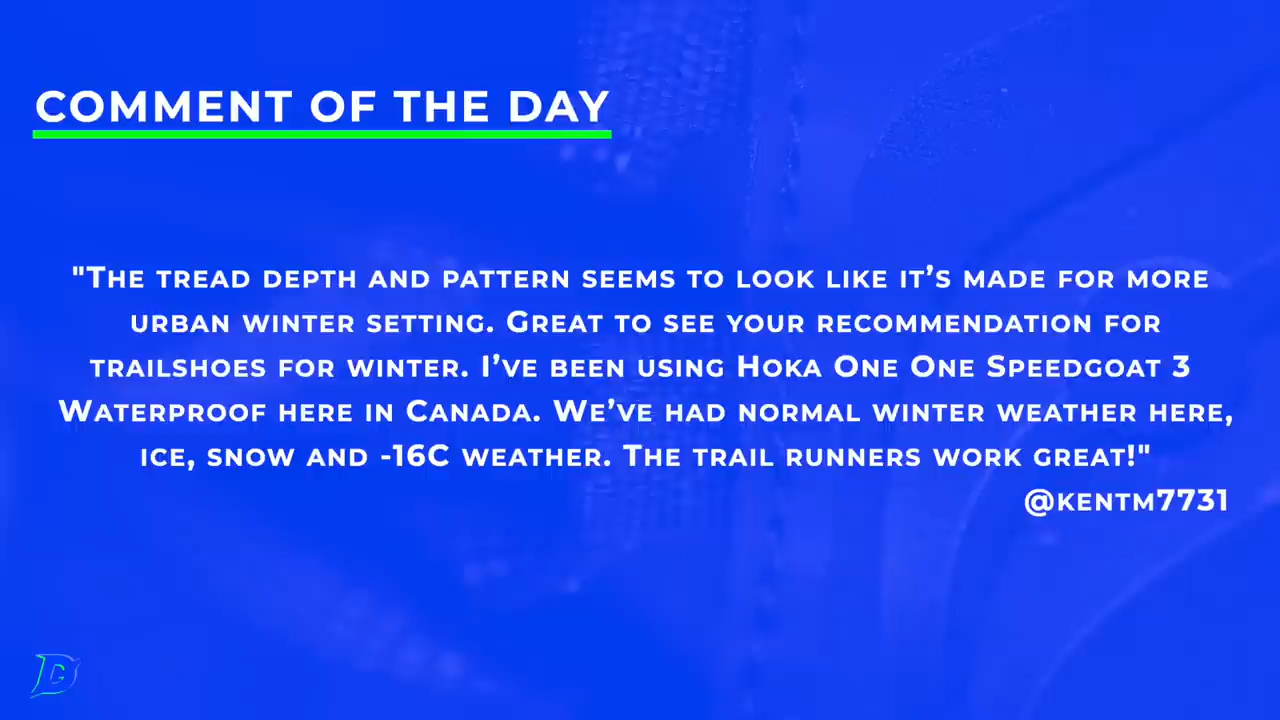 COMMENT OF THE DAY
"The tread depth and pattern seems to look like it’s made for more
urban winter setting. Great to see your recommendation for
trailshoes for winter. I’ve been using Hoka One One Speedgoat 3
Waterproof here in Canada. We’ve had normal winter weather here,
ice, snow and -16C weather. The trail runners work great!"
@kentm7731